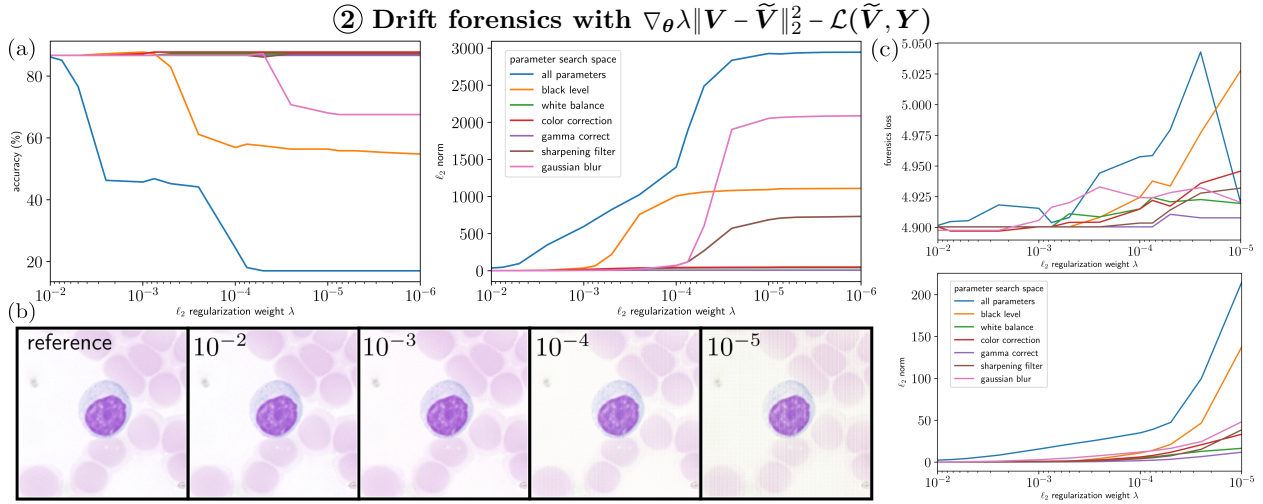 ② Drift forensics with ∇_θ λ‖V − Ṽ‖₂² − ℒ(Ṽ, Y)
(a)
accuracy (%)
80
60
40
20
10⁻² 10⁻³ 10⁻⁴ 10⁻⁵ 10⁻⁶
ℓ₂ regularization weight λ
ℓ₂ norm
3000
2500
2000
1500
1000
500
0
parameter search space
all parameters
black level
white balance
color correction
gamma correct
sharpening filter
gaussian blur
10⁻² 10⁻³ 10⁻⁴ 10⁻⁵ 10⁻⁶
ℓ₂ regularization weight λ
(b)
reference
10⁻²
10⁻³
10⁻⁴
10⁻⁵
(c)
forensics loss
5.050
5.025
5.000
4.975
4.950
4.925
4.900
10⁻² 10⁻³ 10⁻⁴ 10⁻⁵
ℓ₂ regularization weight λ
ℓ₂ norm
200
150
100
50
0
parameter search space
all parameters
black level
white balance
color correction
gamma correct
sharpening filter
gaussian blur
10⁻² 10⁻³ 10⁻⁴ 10⁻⁵
ℓ₂ regularization weight λ